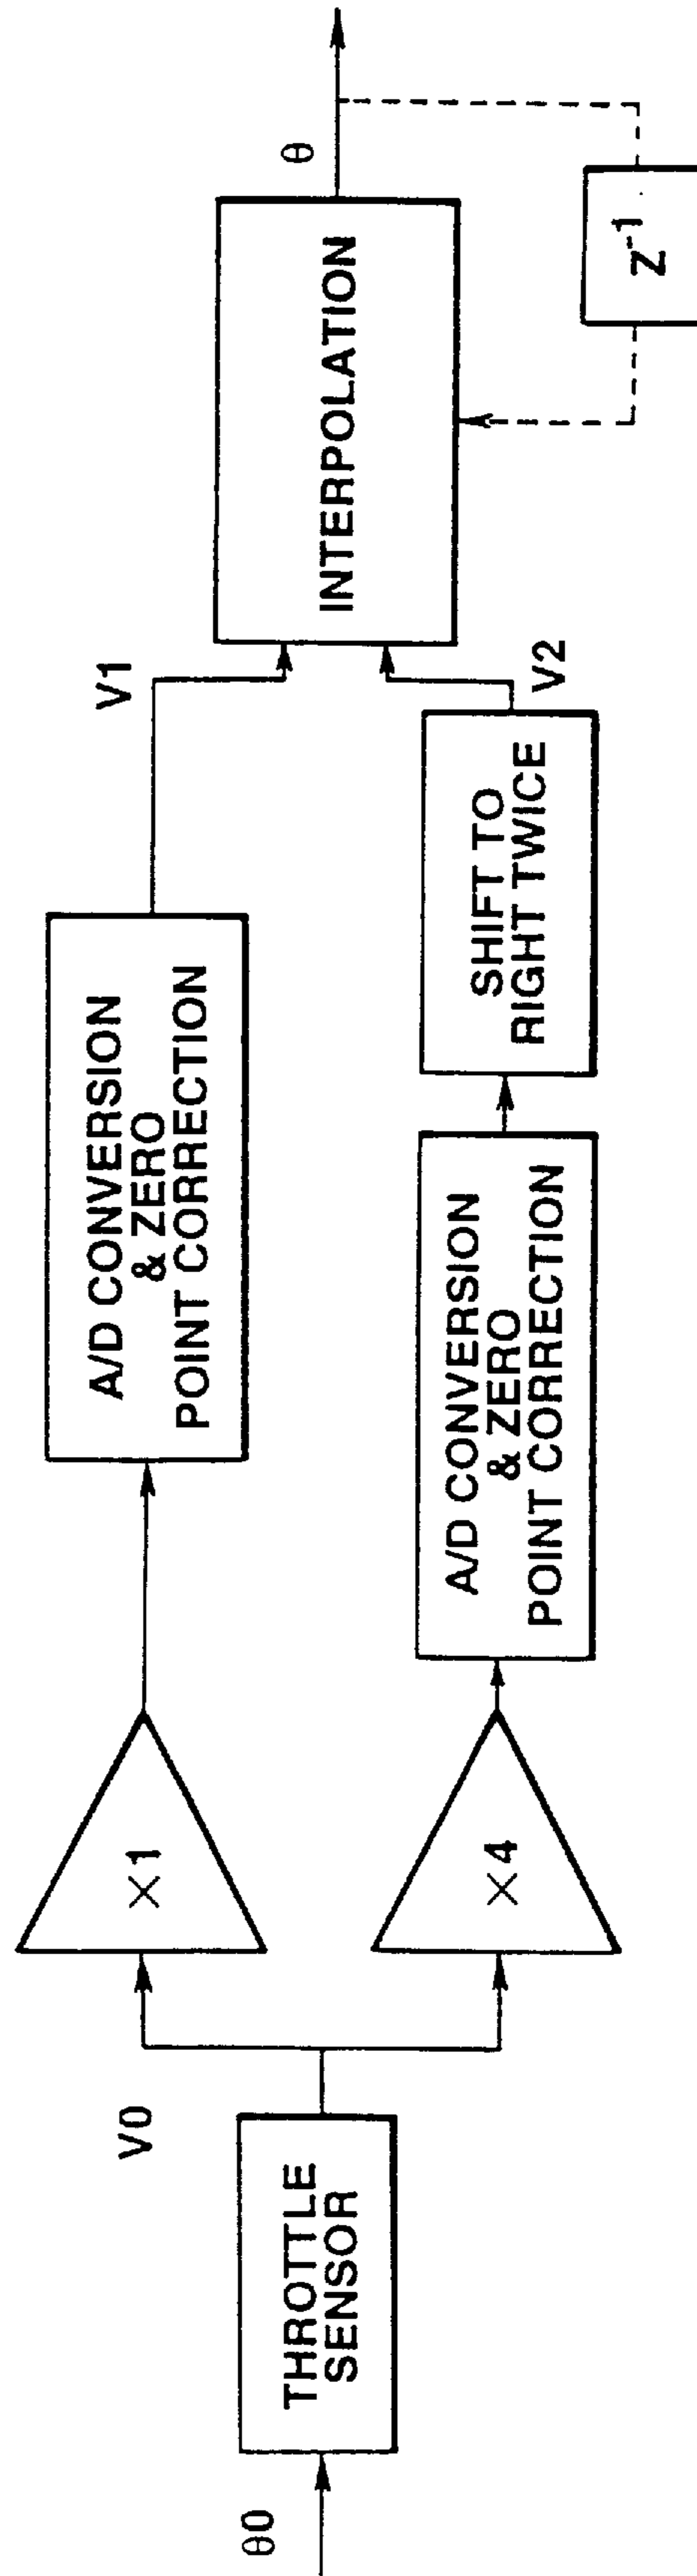 θ0
THROTTLE
SENSOR
V0
×1
×4
A/D CONVERSION
& ZERO
POINT CORRECTION
A/D CONVERSION
& ZERO
POINT CORRECTION
SHIFT TO
RIGHT TWICE
V1
V2
INTERPOLATION
θ
Z⁻¹